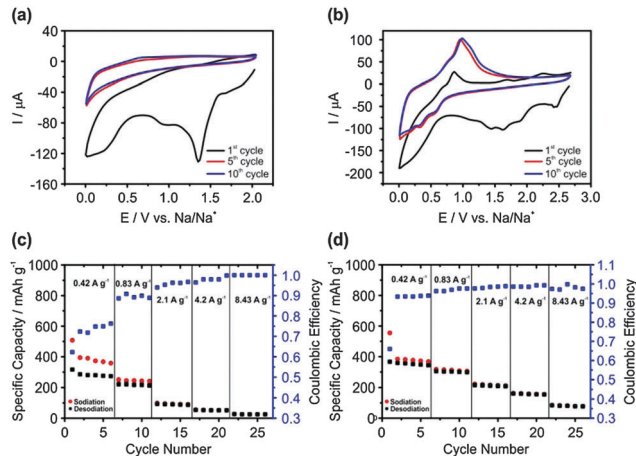 (a)
40
0
-40
-80
-120
-160
I / μA
1st cycle
5th cycle
10th cycle
0.0 0.5 1.0 1.5 2.0
E / V vs. Na/Na+
(b)
100
50
0
-50
-100
-150
-200
I / μA
1st cycle
5th cycle
10th cycle
0.0 0.5 1.0 1.5 2.0 2.5 3.0
E / V vs. Na/Na+
(c)
1000
800
600
400
200
0
Specific Capacity / mAh g-1
0.42 A g-1
0.83 A g-1
2.1 A g-1
4.2 A g-1
8.43 A g-1
Sodiation
Desodiation
0 5 10 15 20 25
Cycle Number
1.0
0.9
0.8
0.7
0.6
0.5
0.4
0.3
Coulombic Efficiency
(d)
1000
800
600
400
200
0
Specific Capacity / mAh g-1
0.42 A g-1
0.83 A g-1
2.1 A g-1
4.2 A g-1
8.43 A g-1
Sodiation
Desodiation
0 5 10 15 20 25
Cycle Number
1.1
1.0
0.9
0.8
0.7
0.6
0.5
0.4
0.3
Coulombic Efficiency